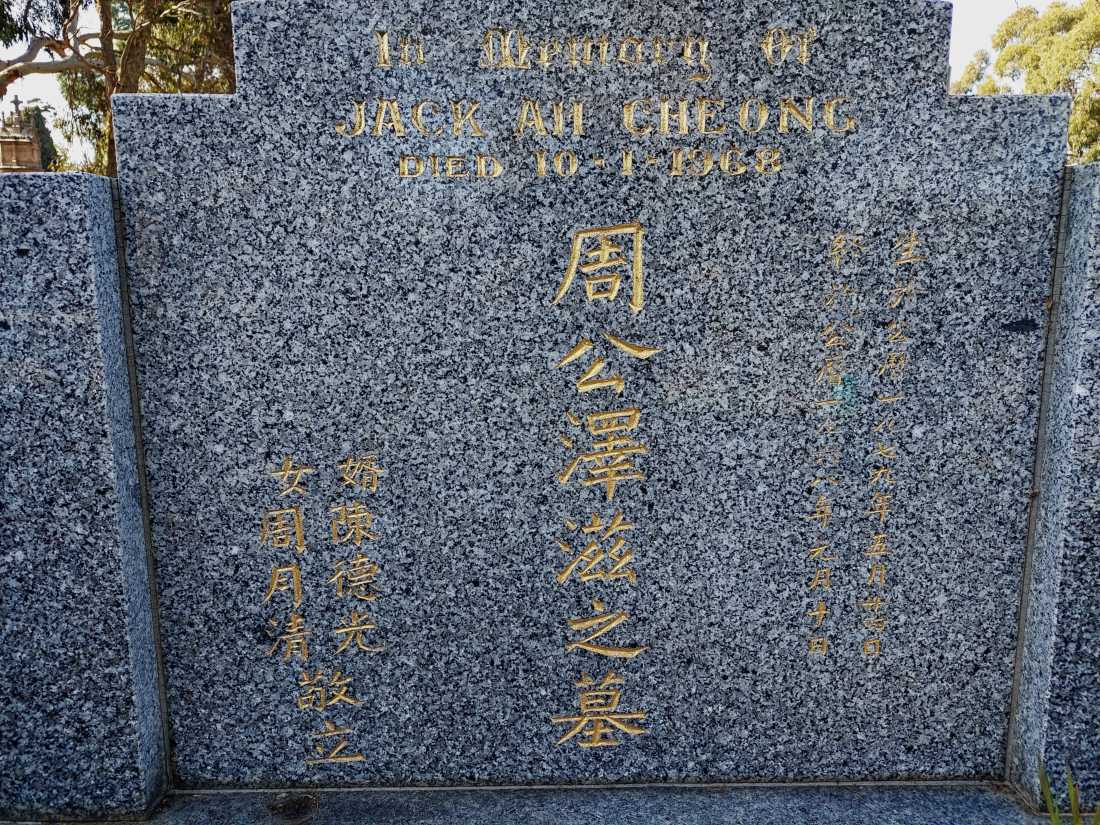 In Memory Of
JACK AH CHEONG
DIED 10-1-1968
生於公曆一八七九年五月廿四日
於公曆一九六八年元月十日
周公澤滋之墓
婿陳德光
女周月清
敬立